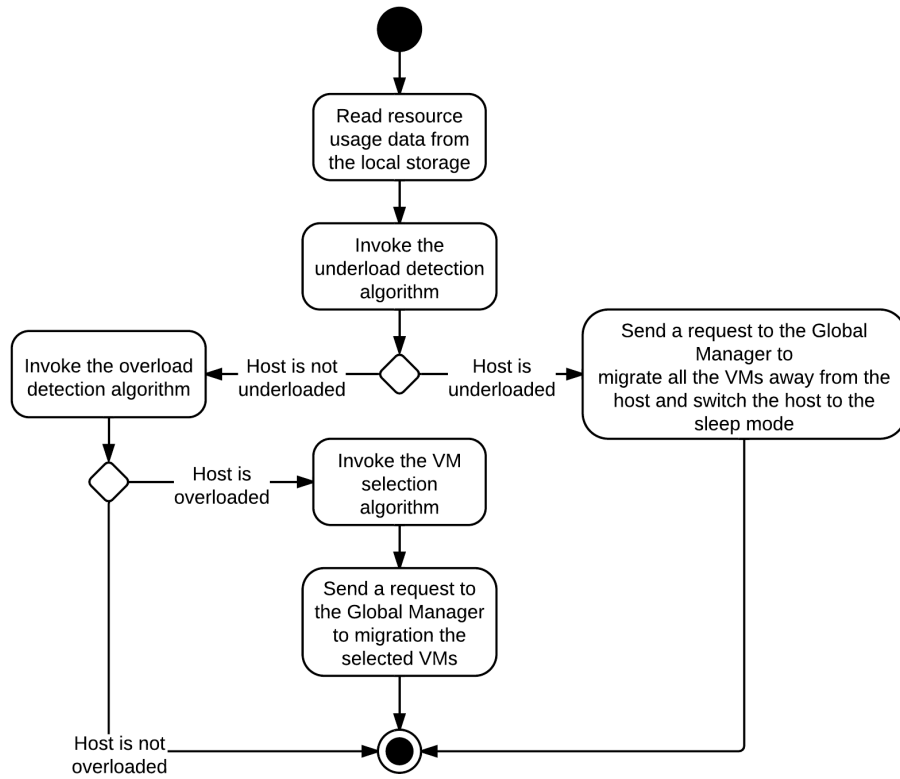 Read resource
usage data from
the local storage
Invoke the
underload detection
algorithm
Host is not
underloaded
Host is
underloaded
Send a request to the Global
Manager to
migrate all the VMs away from the
host and switch the host to the
sleep mode
Invoke the overload
detection algorithm
Host is
overloaded
Invoke the VM
selection
algorithm
Send a request to
the Global Manager
to migration the
selected VMs
Host is not
overloaded